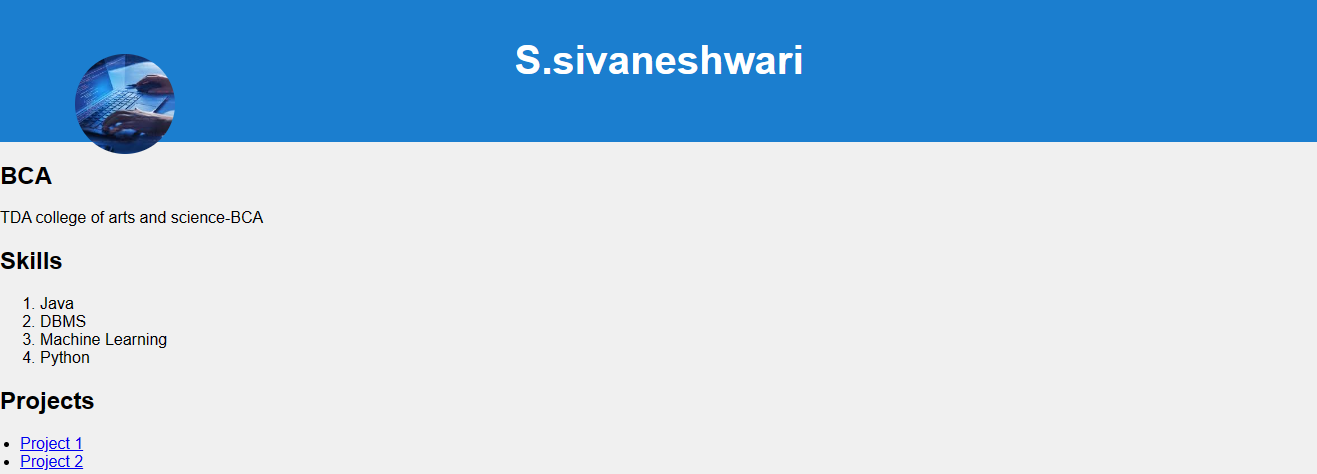 S.sivaneshwari
BCA
TDA college of arts and science-BCA
Skills
1. Java
2. DBMS
3. Machine Learning
4. Python
Projects
• Project 1
• Project 2